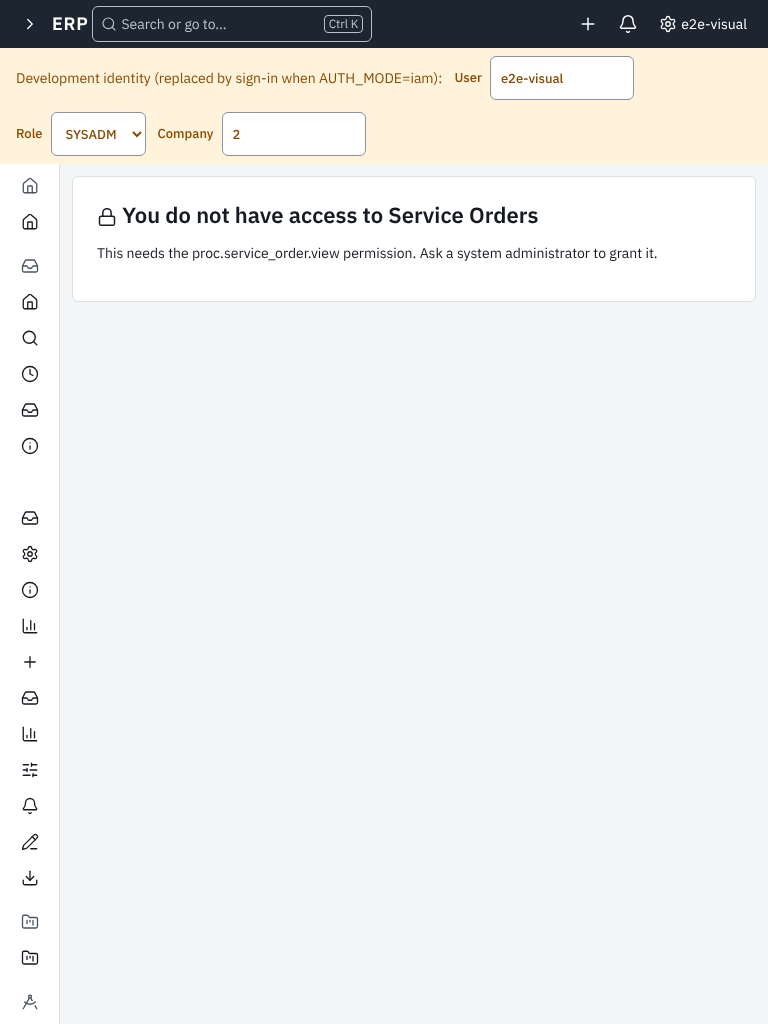 ERP
Search or go to...
Ctrl K
e2e-visual
Development identity (replaced by sign-in when AUTH_MODE=iam):
User
e2e-visual
Role
SYSADM
Company
2
You do not have access to Service Orders
This needs the proc.service_order.view permission. Ask a system administrator to grant it.